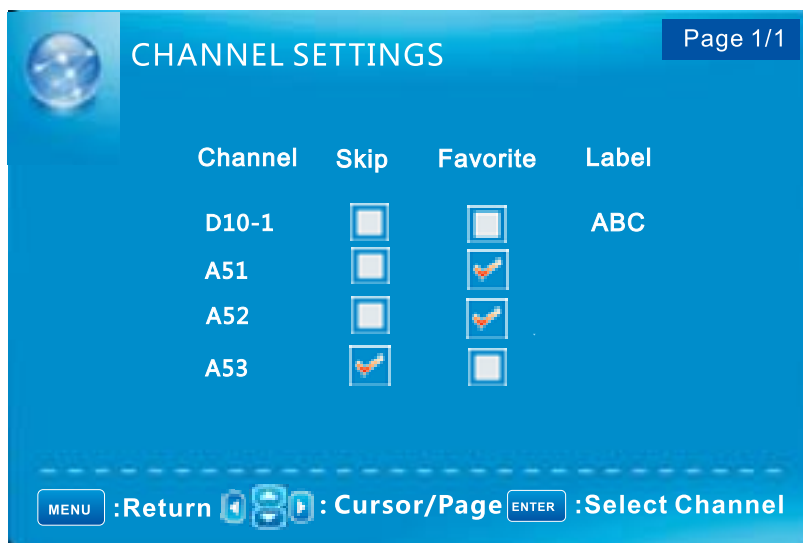 CHANNEL SETTINGS
Page 1/1
Channel Skip Favorite Label
D10-1 ABC
A51
A52
A53
MENU :Return : Cursor/Page ENTER :Select Channel